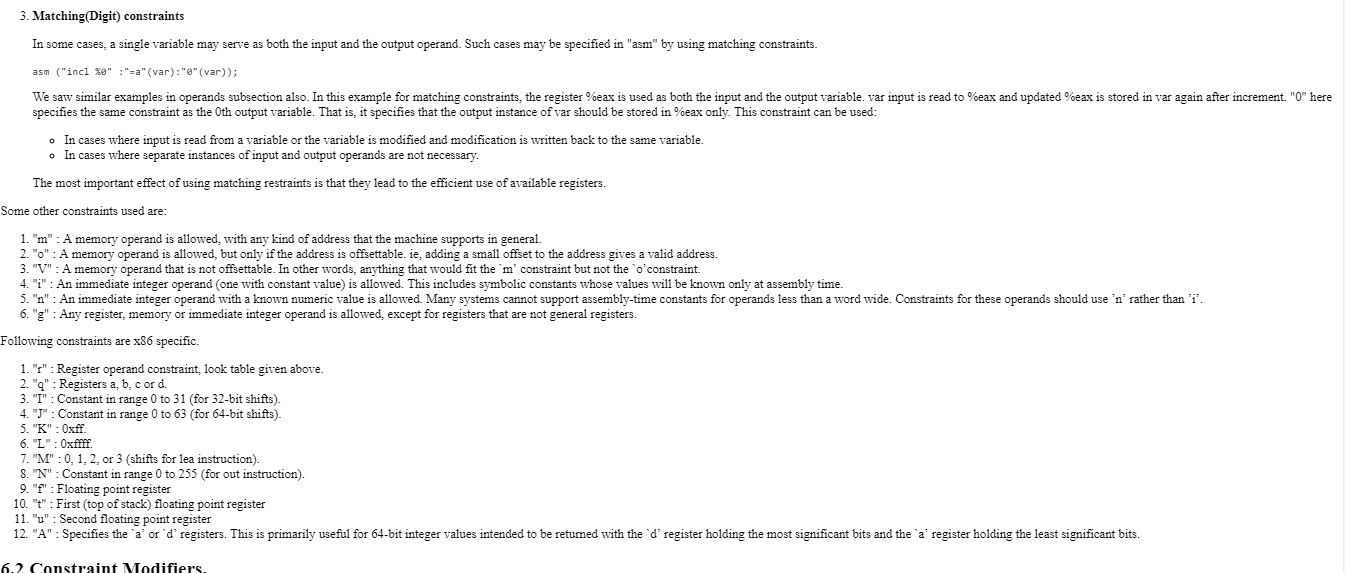 3. Matching(Digit) constraints
In some cases, a single variable may serve as both the input and the output operand. Such cases may be specified in "asm" by using matching constraints.
asm ("incl %0" :"=a"(var):"0"(var));
We saw similar examples in operands subsection also. In this example for matching constraints, the register %eax is used as both the input and the output variable. var input is read to %eax and updated %eax is stored in var again after increment. "0" here
specifies the same constraint as the 0th output variable. That is, it specifies that the output instance of var should be stored in %eax only. This constraint can be used:
o In cases where input is read from a variable or the variable is modified and modification is written back to the same variable.
o In cases where separate instances of input and output operands are not necessary.
The most important effect of using matching restraints is that they lead to the efficient use of available registers.
Some other constraints used are:
1. "m" : A memory operand is allowed, with any kind of address that the machine supports in general.
2. "o" : A memory operand is allowed, but only if the address is offsettable. ie, adding a small offset to the address gives a valid address.
3. "V" : A memory operand that is not offsettable. In other words, anything that would fit the `m' constraint but not the `o'constraint.
4. "i" : An immediate integer operand (one with constant value) is allowed. This includes symbolic constants whose values will be known only at assembly time.
5. "n" : An immediate integer operand with a known numeric value is allowed. Many systems cannot support assembly-time constants for operands less than a word wide. Constraints for these operands should use 'n' rather than 'i'.
6. "g" : Any register, memory or immediate integer operand is allowed, except for registers that are not general registers.
Following constraints are x86 specific.
1. "r" : Register operand constraint, look table given above.
2. "q" : Registers a, b, c or d.
3. "I" : Constant in range 0 to 31 (for 32-bit shifts).
4. "J" : Constant in range 0 to 63 (for 64-bit shifts).
5. "K" : 0xff.
6. "L" : 0xffff.
7. "M" : 0, 1, 2, or 3 (shifts for lea instruction).
8. "N" : Constant in range 0 to 255 (for out instruction).
9. "f" : Floating point register
10. "t" : First (top of stack) floating point register
11. "u" : Second floating point register
12. "A" : Specifies the `a' or `d' registers. This is primarily useful for 64-bit integer values intended to be returned with the `d' register holding the most significant bits and the `a' register holding the least significant bits.
6.2 Constraint Modifiers.